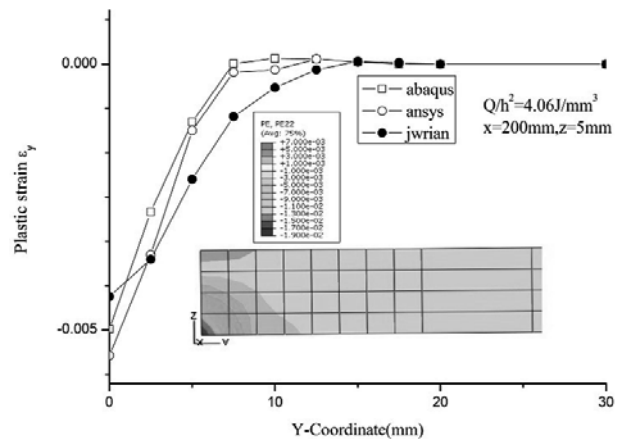 0.000
-0.005
Plastic strain εy
abaqus
ansys
jwrian
Q/h²=4.06J/mm³
x=200mm,z=5mm
PE, PE22
(Avg: 75%)
+7.000e-03
+5.000e-03
+3.000e-03
+1.000e-03
-1.000e-03
-3.000e-03
-5.000e-03
-7.000e-03
-9.000e-03
-1.100e-02
-1.300e-02
-1.500e-02
-1.700e-02
-1.900e-02
Z
X
Y
0
10
20
30
Y-Coordinate(mm)